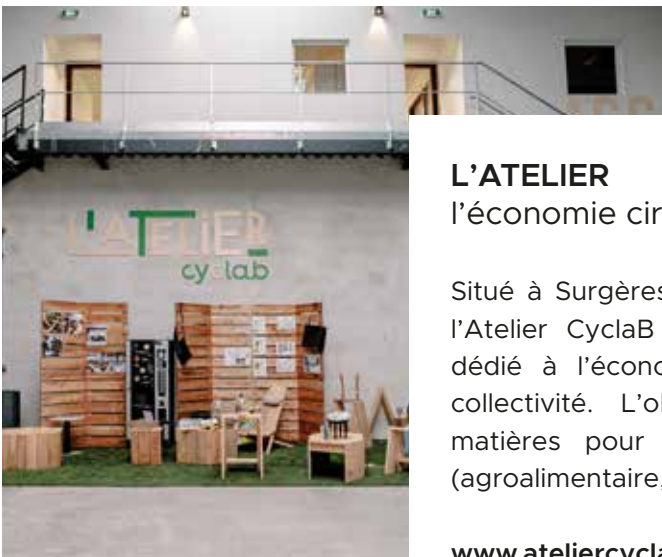 L'ATELIER
cyclab
L’ATELIER
l’économie cir
Situé à Surgères
l’Atelier CyclaB
dédié à l’écono
collectivité. L’o
matières pour
(agroalimentaire,
www.ateliercycla